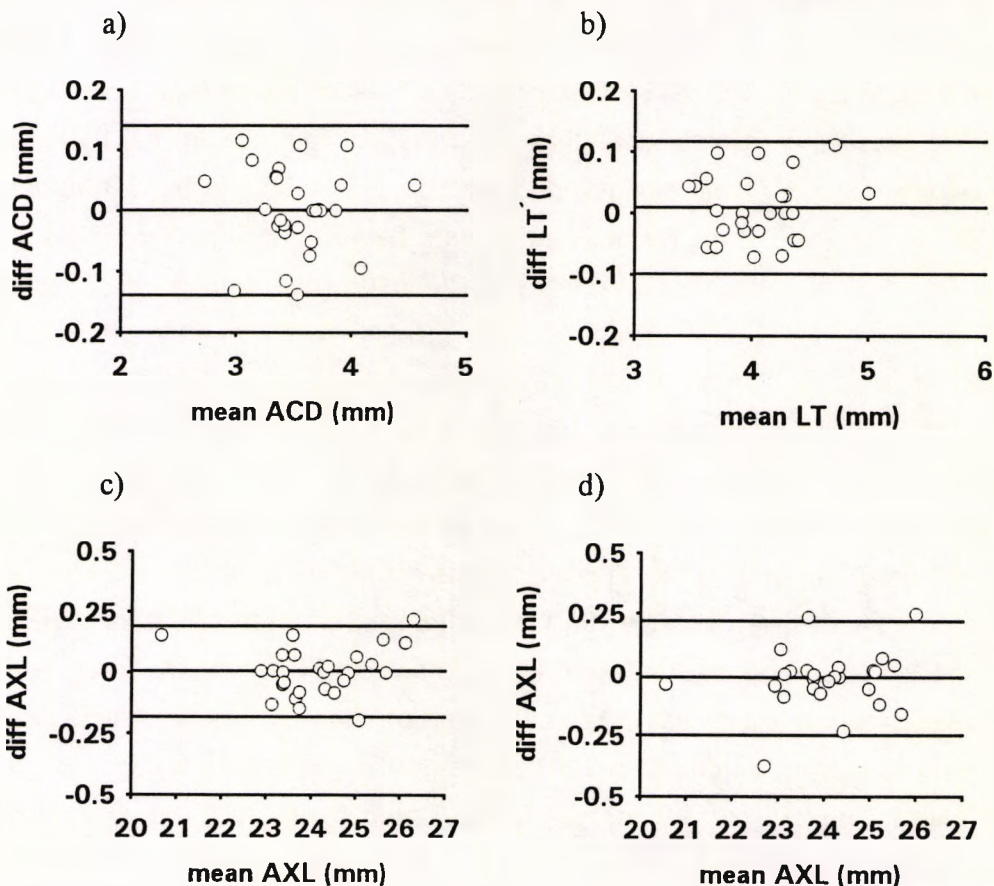 a)
0.2
0.1
0
-0.1
-0.2
diff ACD (mm)
2 3 4 5
mean ACD (mm)
b)
0.2
0.1
0
-0.1
-0.2
diff LT´ (mm)
3 4 5 6
mean LT (mm)
c)
0.5
0.25
0
-0.25
-0.5
diff AXL (mm)
20 21 22 23 24 25 26 27
mean AXL (mm)
d)
0.5
0.25
0
-0.25
-0.5
diff AXL (mm)
20 21 22 23 24 25 26 27
mean AXL (mm)